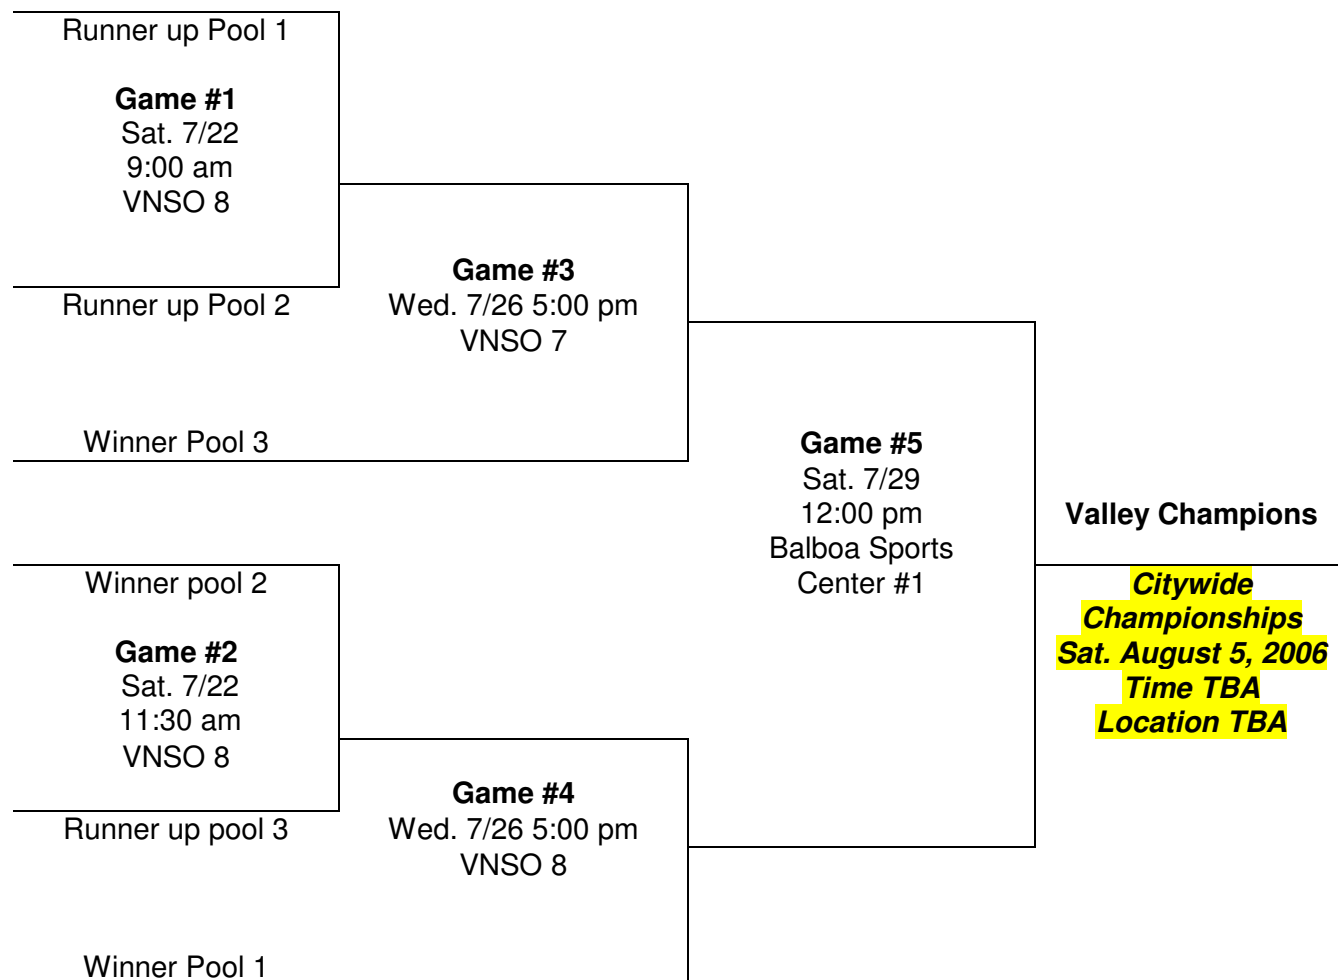 Runner up Pool 1
Game #1
Sat. 7/22
9:00 am
VNSO 8
Runner up Pool 2
Game #3
Wed. 7/26 5:00 pm
VNSO 7
Winner Pool 3
Winner pool 2
Game #2
Sat. 7/22
11:30 am
VNSO 8
Runner up pool 3
Game #4
Wed. 7/26 5:00 pm
VNSO 8
Winner Pool 1
Game #5
Sat. 7/29
12:00 pm
Balboa Sports
Center #1
Valley Champions
Citywide
Championships
Sat. August 5, 2006
Time TBA
Location TBA